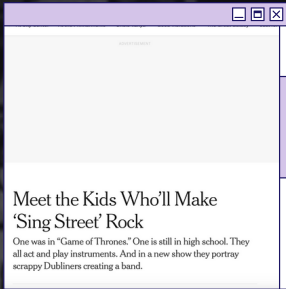 Meet the Kids Who’ll Make
‘Sing Street’ Rock
One was in “Game of Thrones.” One is still in high school. They
all act and play instruments. And in a new show they portray
scrappy Dubliners creating a band.